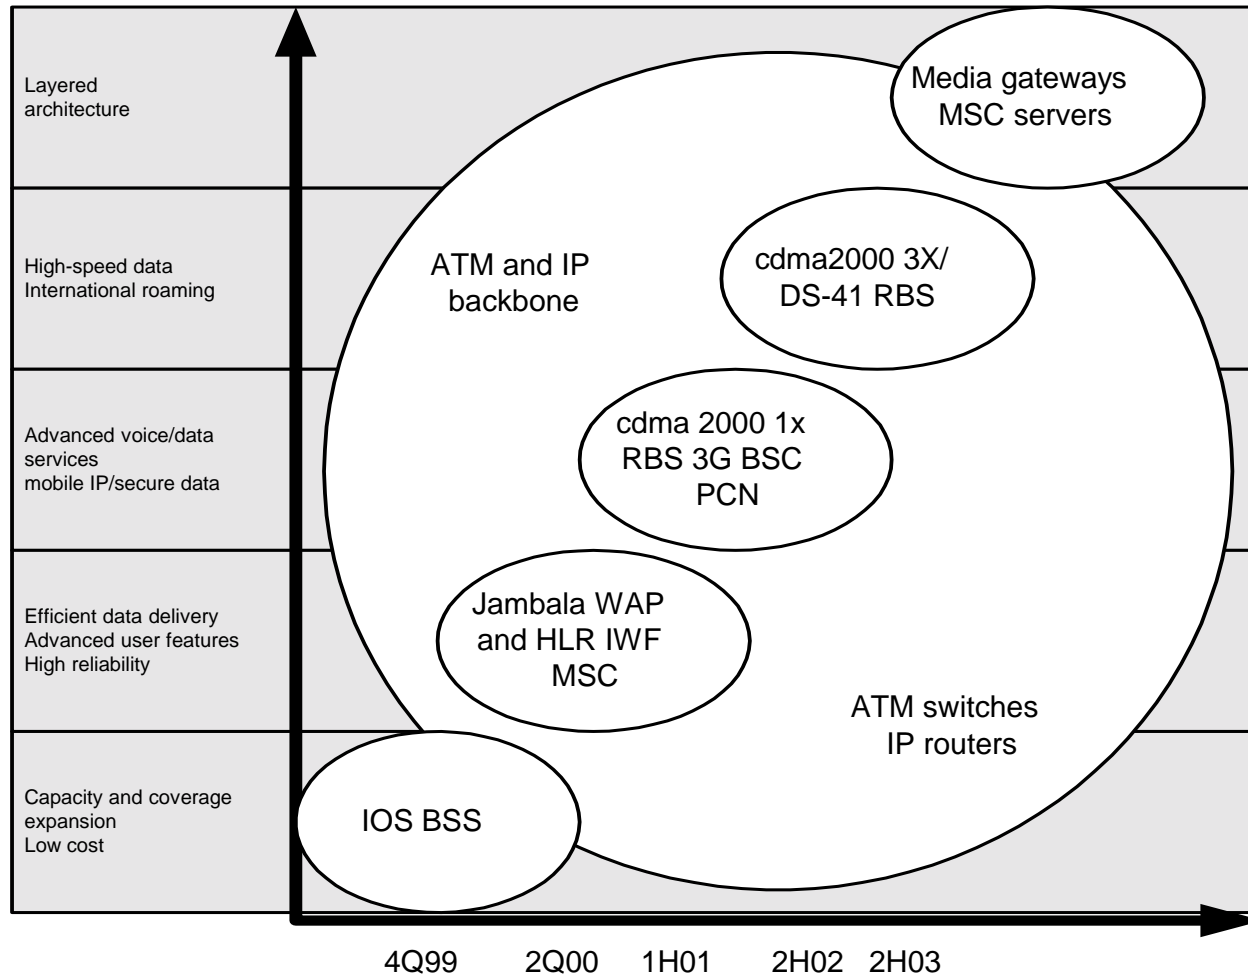 Layered
architecture
Media gateways
MSC servers
High-speed data
International roaming
ATM and IP
backbone
cdma2000 3X/
DS-41 RBS
Advanced voice/data
services
mobile IP/secure data
cdma 2000 1x
RBS 3G BSC
PCN
Efficient data delivery
Advanced user features
High reliability
Jambala WAP
and HLR IWF
MSC
ATM switches
IP routers
Capacity and coverage
expansion
Low cost
IOS BSS
4Q99 2Q00 1H01 2H02 2H03